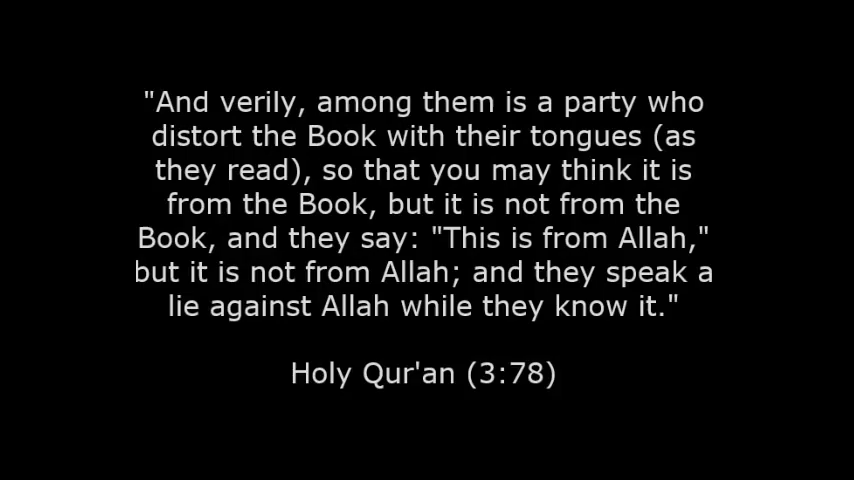 "And verily, among them is a party who
distort the Book with their tongues (as
they read), so that you may think it is
from the Book, but it is not from the
Book, and they say: "This is from Allah,"
but it is not from Allah; and they speak a
lie against Allah while they know it."
Holy Qur'an (3:78)